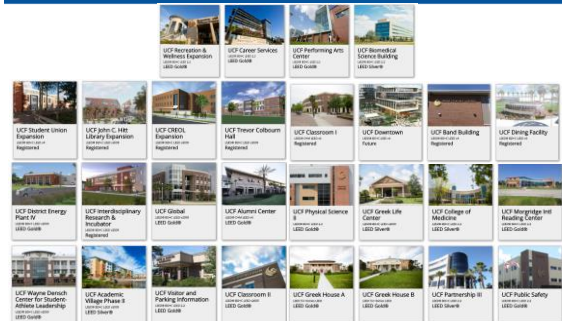 UCF Recreation &
Wellness Expansion
LEED Gold®
UCF Career Services
LEED Gold®
UCF Performing Arts
Center
LEED Gold®
UCF Biomedical
Science Building
LEED Silver®
UCF Student Union
Expansion
Registered
UCF John C. Hitt
Library Expansion
Registered
UCF CREOL
Expansion
Registered
UCF Trevor Colbourn
Hall
Registered
UCF Classroom I
Registered
UCF Downtown
Future
UCF Band Building
Registered
UCF Dining Facility
Registered
UCF District Energy
Plant IV
LEED Gold®
UCF Interdisciplinary
Research &
Incubator
Registered
UCF Global
LEED Gold®
UCF Alumni Center
LEED Gold®
UCF Physical Science
II
LEED Gold®
UCF Greek Life
Center
LEED Silver®
UCF College of
Medicine
LEED Silver®
UCF Morgridge Intl
Reading Center
LEED Gold®
UCF Wayne Densch
Center for Student-
Athlete Leadership
LEED Gold®
UCF Academic
Village Phase II
LEED Silver®
UCF Visitor and
Parking Information
LEED Gold®
UCF Classroom II
LEED Gold®
UCF Greek House A
LEED Gold®
UCF Greek House B
LEED Gold®
UCF Partnership III
LEED Silver®
UCF Public Safety
LEED Gold®